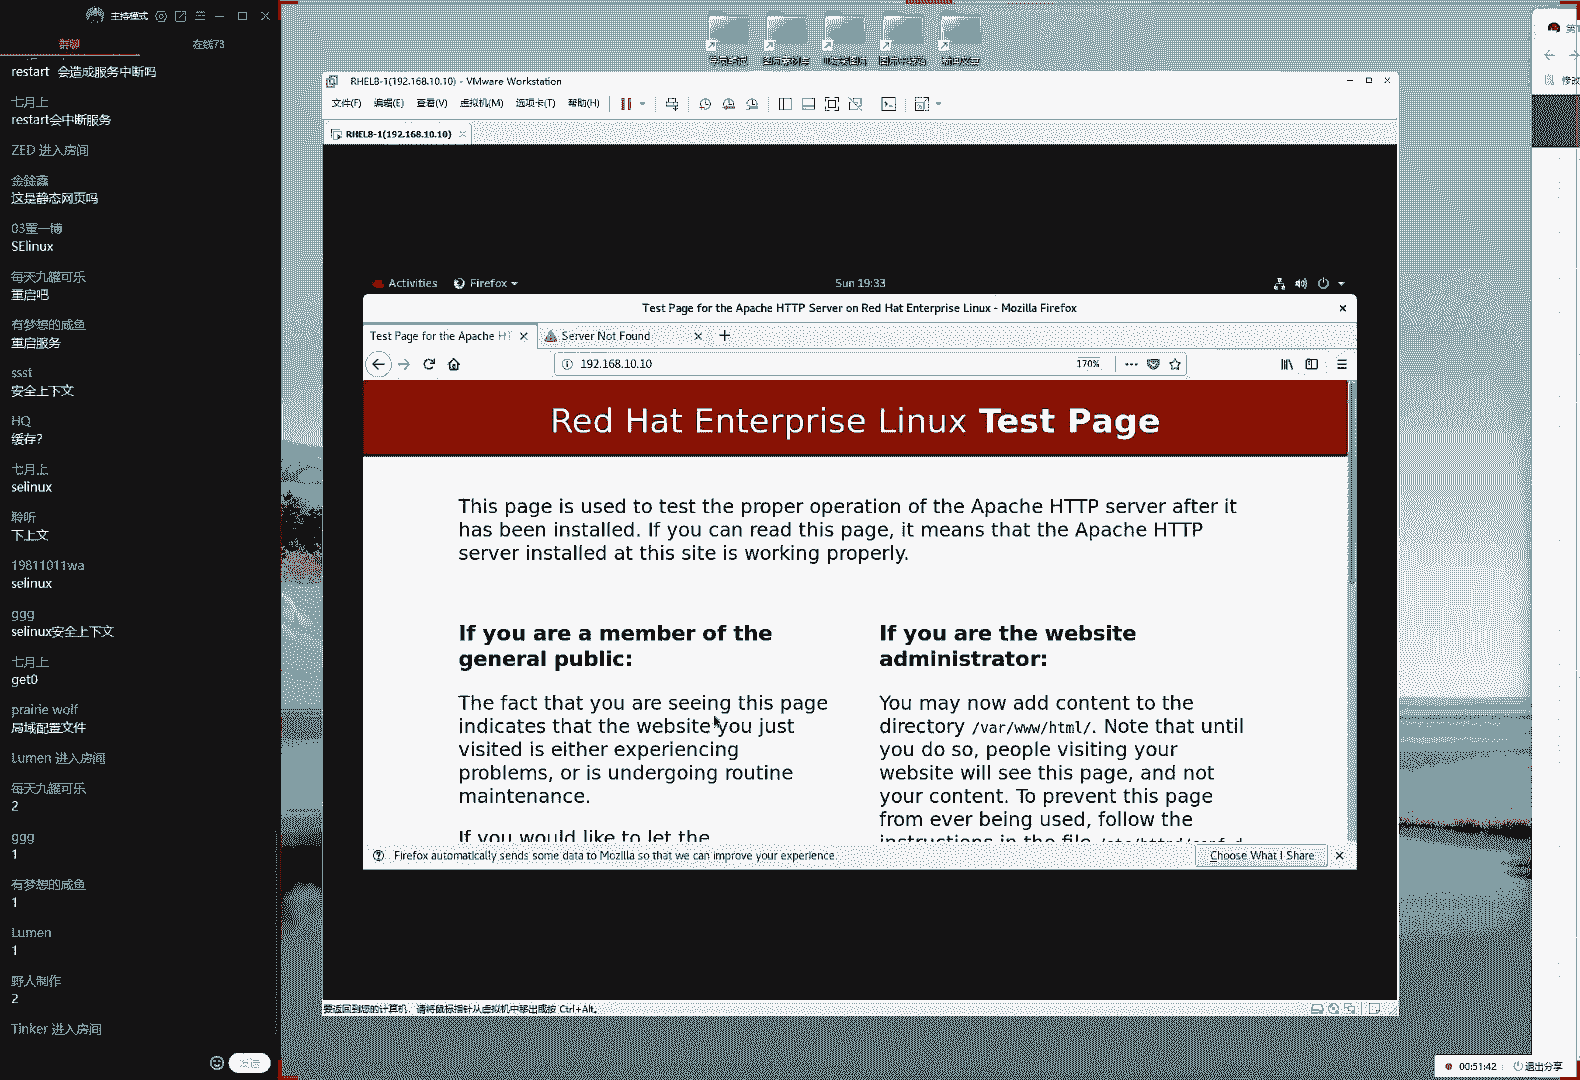 主持模式
群聊
在线73
restart 会造成服务中断吗
七月上
restart会中断服务
ZED 进入房间
金鑫鑫
这是静态网页吗
03董一博
SElinux
每天九罐可乐
重启吧
有梦想的咸鱼
重启服务
ssst
安全上下文
HQ
缓存?
七月上
selinux
聆听
下上文
19811011wa
selinux
ggg
selinux安全上下文
七月上
get0
prairie wolf
局域配置文件
Lumen 进入房间
每天九罐可乐
2
ggg
1
有梦想的咸鱼
1
Lumen
1
野人制作
2
Tinker 进入房间
发送
RHEL8-1(192.168.10.10) - VMware Workstation
文件(F) 编辑(E) 查看(V) 虚拟机(M) 选项卡(T) 帮助(H)
RHEL8-1(192.168.10.10)
Activities Firefox Sun 19:33
Test Page for the Apache HTTP Server on Red Hat Enterprise Linux - Mozilla Firefox
Test Page for the Apache HT Server Not Found
192.168.10.10 170%
Red Hat Enterprise Linux Test Page
This page is used to test the proper operation of the Apache HTTP server after it
has been installed. If you can read this page, it means that the Apache HTTP
server installed at this site is working properly.
If you are a member of the
general public:
The fact that you are seeing this page
indicates that the website you just
visited is either experiencing
problems, or is undergoing routine
maintenance.
If you would like to let the
If you are the website
administrator:
You may now add content to the
directory /var/www/html/. Note that until
you do so, people visiting your
website will see this page, and not
your content. To prevent this page
from ever being used, follow the
instructions in the file /etc/httpd/conf.d
Firefox automatically sends some data to Mozilla so that we can improve your experience.
Choose What I Share
要返回到您的计算机，请将鼠标指针从虚拟机中移出或按 Ctrl+Alt。
修改
00:51:42
退出分享